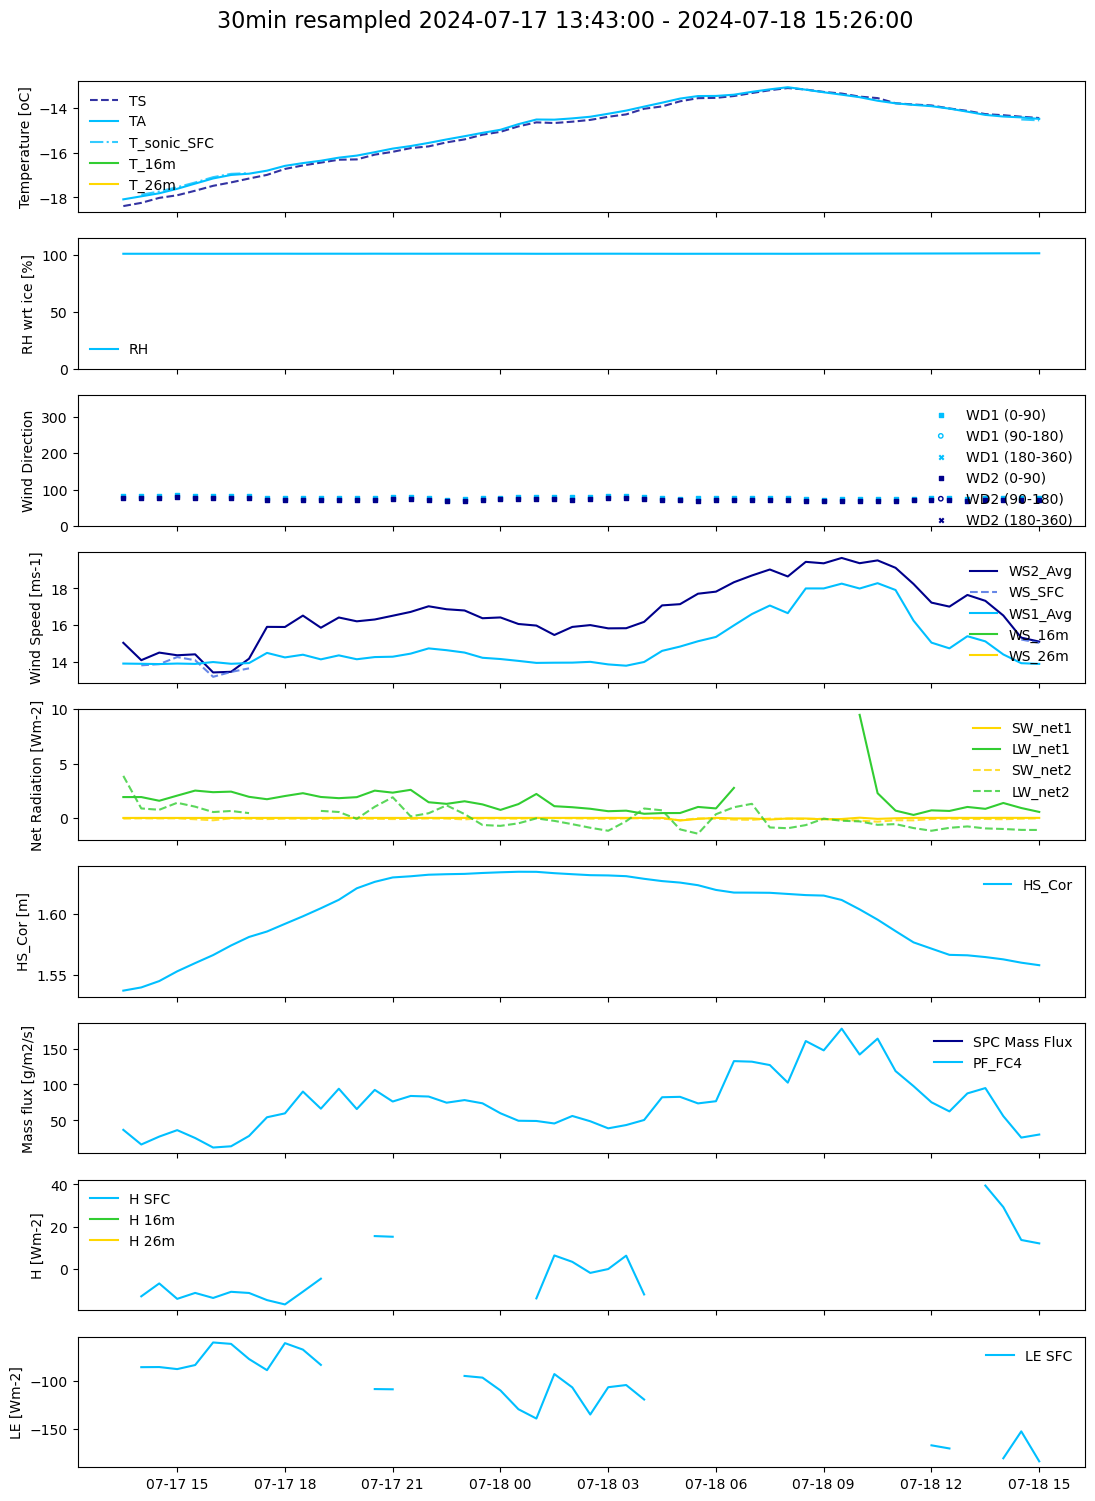 30min resampled 2024-07-17 13:43:00 - 2024-07-18 15:26:00
Temperature [oC]
−14
−16
−18
TS
TA
T_sonic_SFC
T_16m
T_26m
RH wrt ice [%]
100
50
0
RH
Wind Direction
300
200
100
0
WD1 (0-90)
WD1 (90-180)
WD1 (180-360)
WD2 (0-90)
WD2 (90-180)
WD2 (180-360)
Wind Speed [ms-1]
18
16
14
WS2_Avg
WS_SFC
WS1_Avg
WS_16m
WS_26m
Net Radiation [Wm-2]
10
5
0
SW_net1
LW_net1
SW_net2
LW_net2
HS_Cor [m]
1.60
1.55
HS_Cor
Mass flux [g/m2/s]
150
100
50
SPC Mass Flux
PF_FC4
H [Wm-2]
40
20
0
H SFC
H 16m
H 26m
LE [Wm-2]
−100
−150
LE SFC
07-17 15
07-17 18
07-17 21
07-18 00
07-18 03
07-18 06
07-18 09
07-18 12
07-18 15